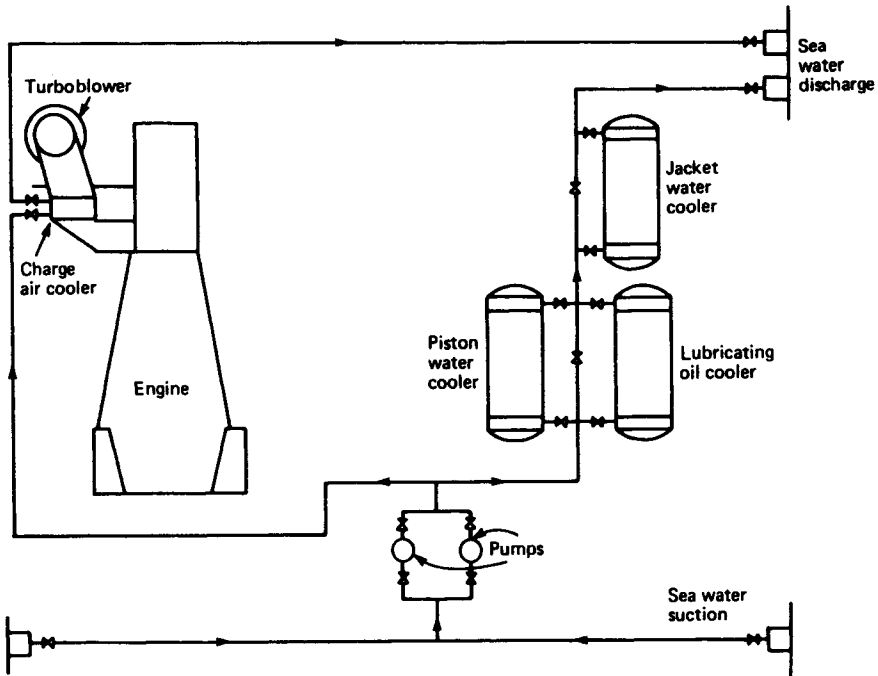 Sea
water
discharge
Turboblower
Jacket
water
cooler
Charge
air cooler
Piston
water
cooler
Lubricating
oil cooler
Engine
Pumps
Sea water
suction